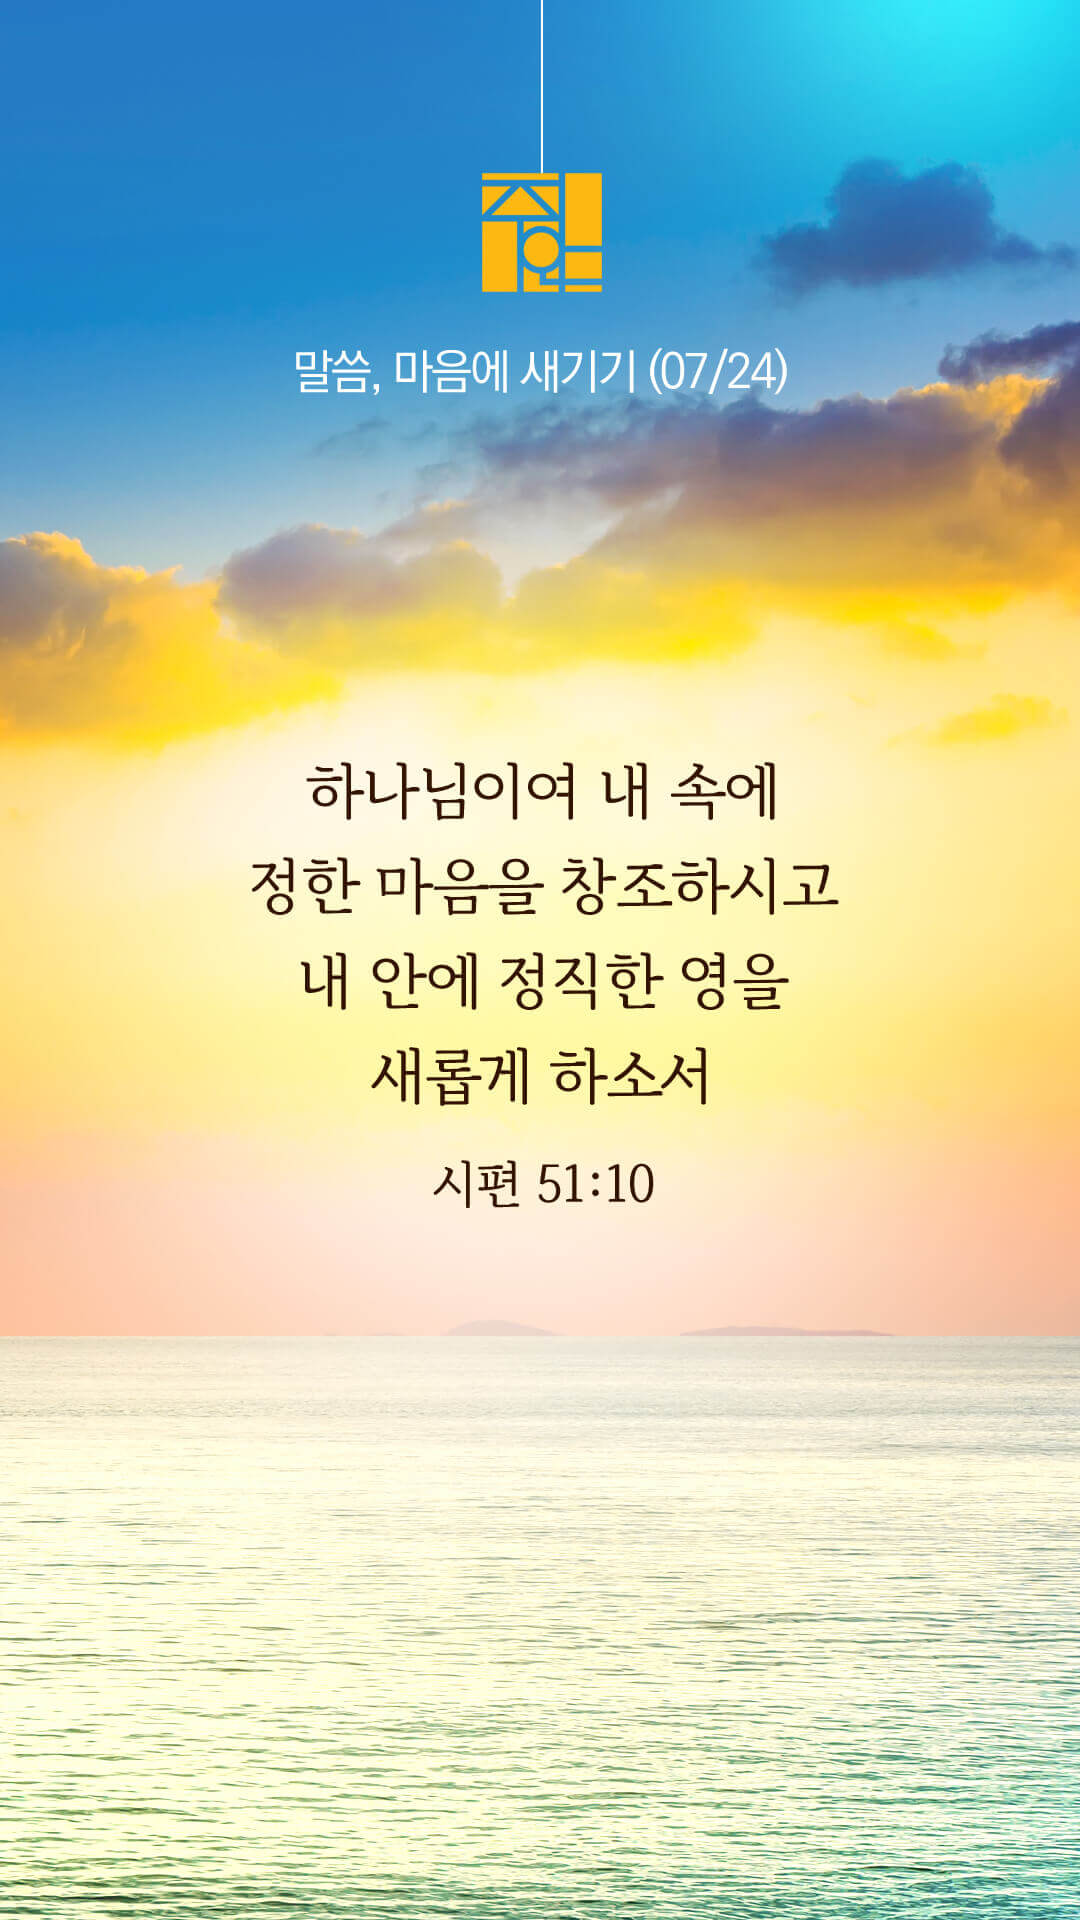 말씀, 마음에 새기기 (07/24)
하나님이여 내 속에
정한 마음을 창조하시고
내 안에 정직한 영을
새롭게 하소서
시편 51:10